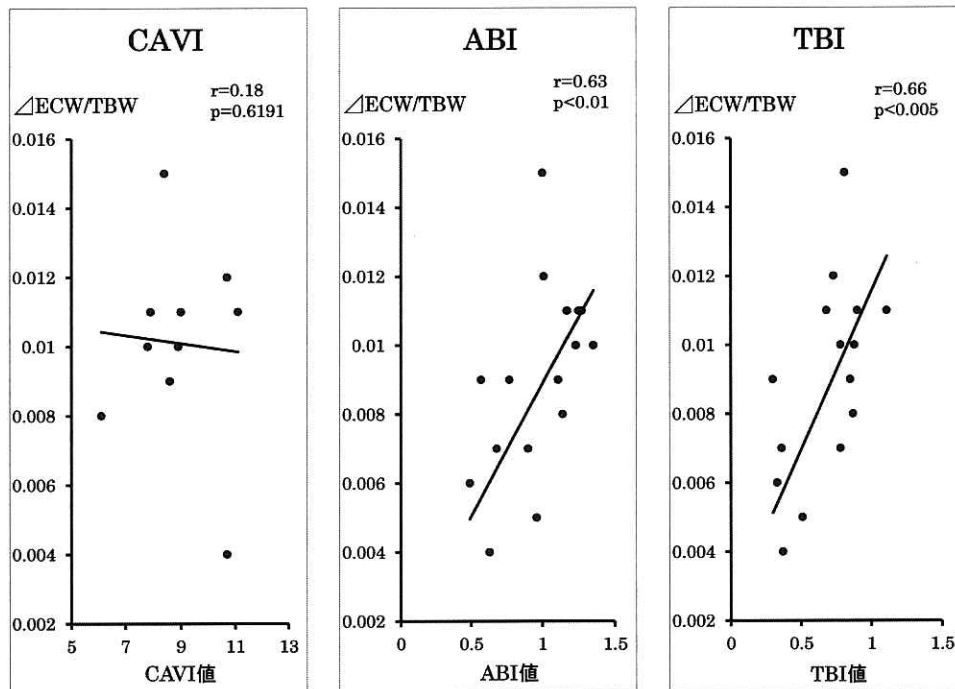 CAVI
r=0.18
p=0.6191
⊿ECW/TBW
0.016
0.014
0.012
0.01
0.008
0.006
0.004
0.002
5 7 9 11 13
CAVI値
ABI
r=0.63
p<0.01
⊿ECW/TBW
0.016
0.014
0.012
0.01
0.008
0.006
0.004
0.002
0 0.5 1 1.5
ABI値
TBI
r=0.66
p<0.005
⊿ECW/TBW
0.016
0.014
0.012
0.01
0.008
0.006
0.004
0.002
0 0.5 1 1.5
TBI値